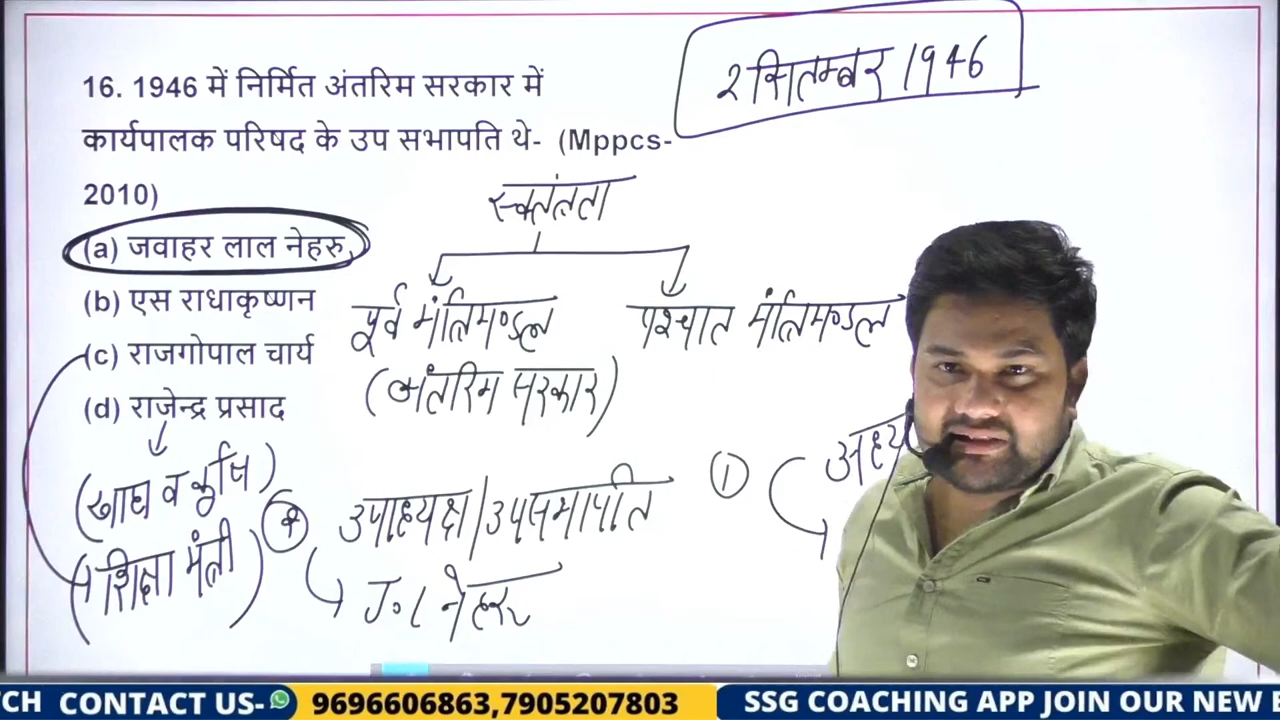 16. 1946 में निर्मित अंतरिम सरकार में
कार्यपालक परिषद के उप सभापति थे- (Mppcs-
2010)
(a) जवाहर लाल नेहरु
(b) एस राधाकृष्णन
(c) राजगोपाल चार्य
(d) राजेन्द्र प्रसाद
2 सितम्बर 1946
स्वतंत्रता
पूर्व मंत्रिमण्डल
(अंतरिम सरकार)
पश्चात मंत्रिमण्डल
(खाद्य व कृषि)
(शिक्षा मंत्री)
उपाध्यक्ष/उपसभापति
J.L नेहरू
①
अध्य
CH CONTACT US- 9696606863,7905207803 SSG COACHING APP JOIN OUR NEW